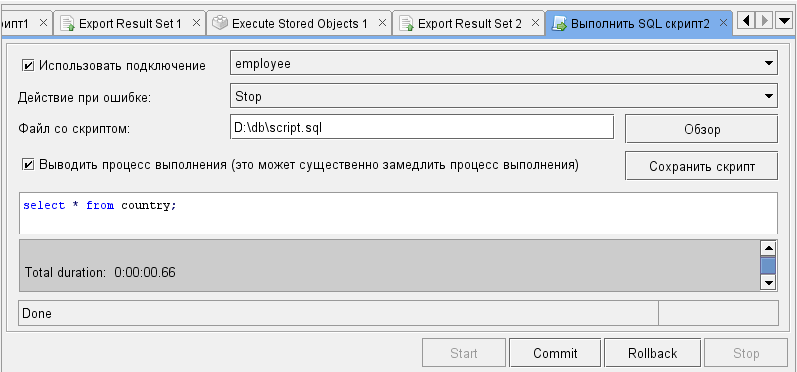 рипт1 Export Result Set 1 Execute Stored Objects 1 Export Result Set 2 Выполнить SQL скрипт2
Использовать подключение employee
Действие при ошибке: Stop
Файл со скриптом: D:\db\script.sql Обзор
Выводить процесс выполнения (это может существенно замедлить процесс выполнения) Сохранить скрипт
select * from country;
Total duration: 0:00:00.66
Done
Start Commit Rollback Stop